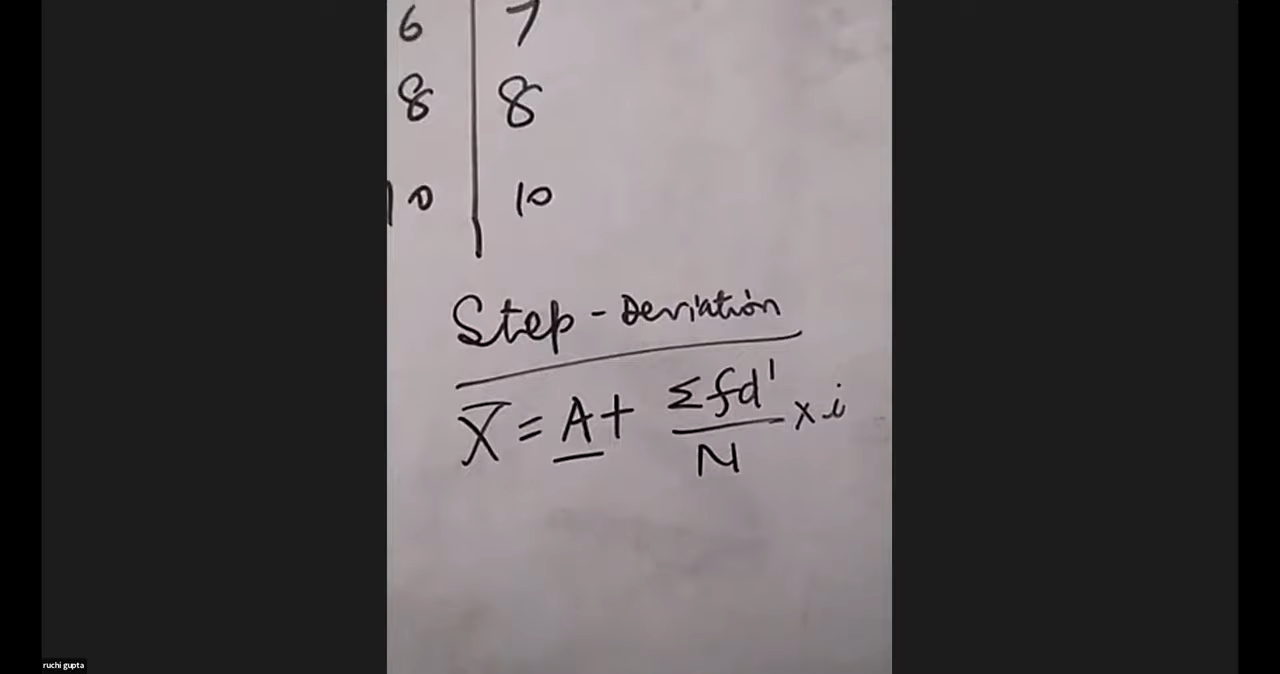 6 7
8 8
10 10
Step - Deviation
X̅ = A + Σfd' / N × i
ruchi gupta